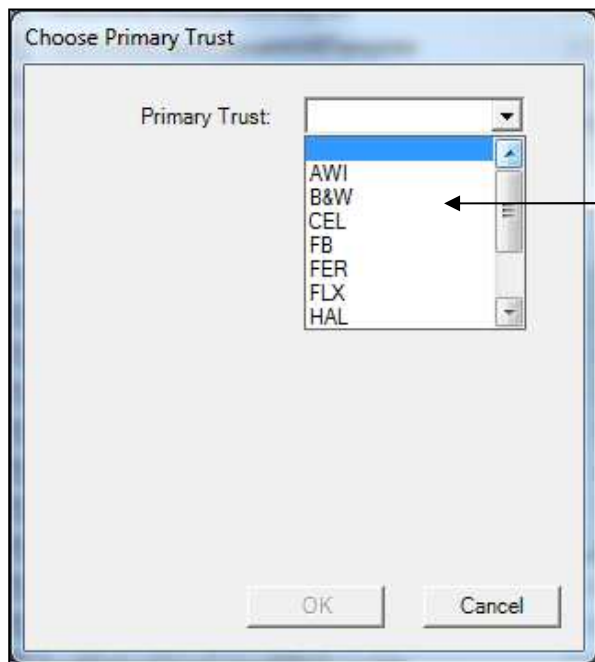 Choose Primary Trust
Primary Trust:
AWI
B&W
CEL
FB
FER
FLX
HAL
OK Cancel